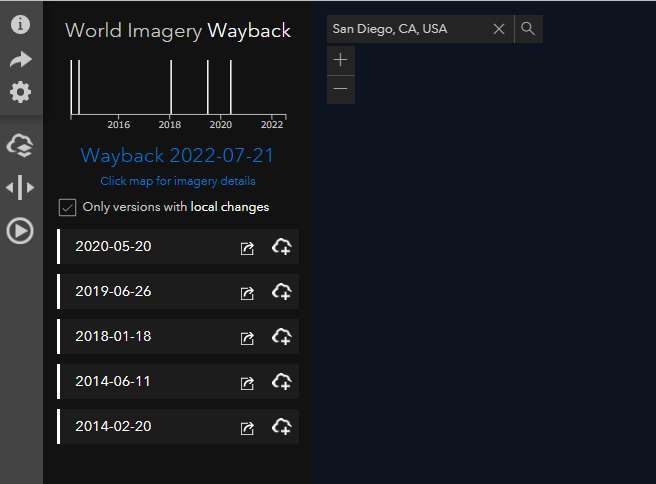 World Imagery Wayback
2016 2018 2020 2022
Wayback 2022-07-21
Click map for imagery details
Only versions with local changes
2020-05-20
2019-06-26
2018-01-18
2014-06-11
2014-02-20
San Diego, CA, USA